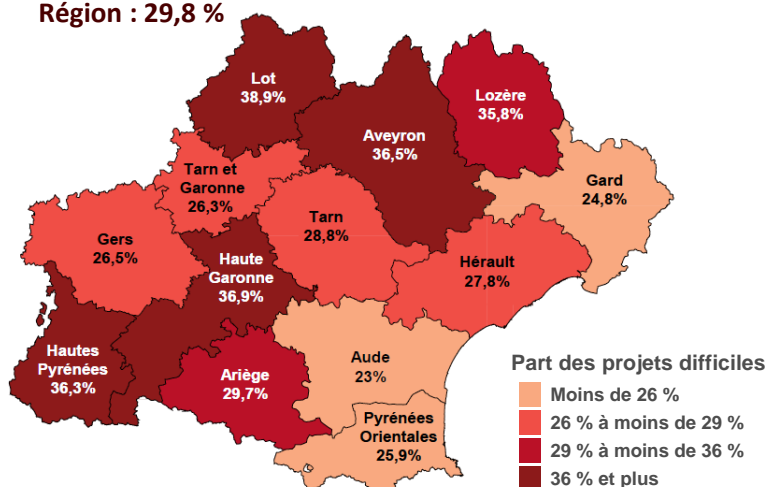 Région : 29,8 %
Lot
38,9%
Lozère
35,8%
Aveyron
36,5%
Tarn et
Garonne
26,3%
Gard
24,8%
Tarn
28,8%
Gers
26,5%
Haute
Garonne
36,9%
Hérault
27,8%
Hautes
Pyrénées
36,3%
Ariège
29,7%
Aude
23%
Pyrénées
Orientales
25,9%
Part des projets difficiles
Moins de 26 %
26 % à moins de 29 %
29 % à moins de 36 %
36 % et plus